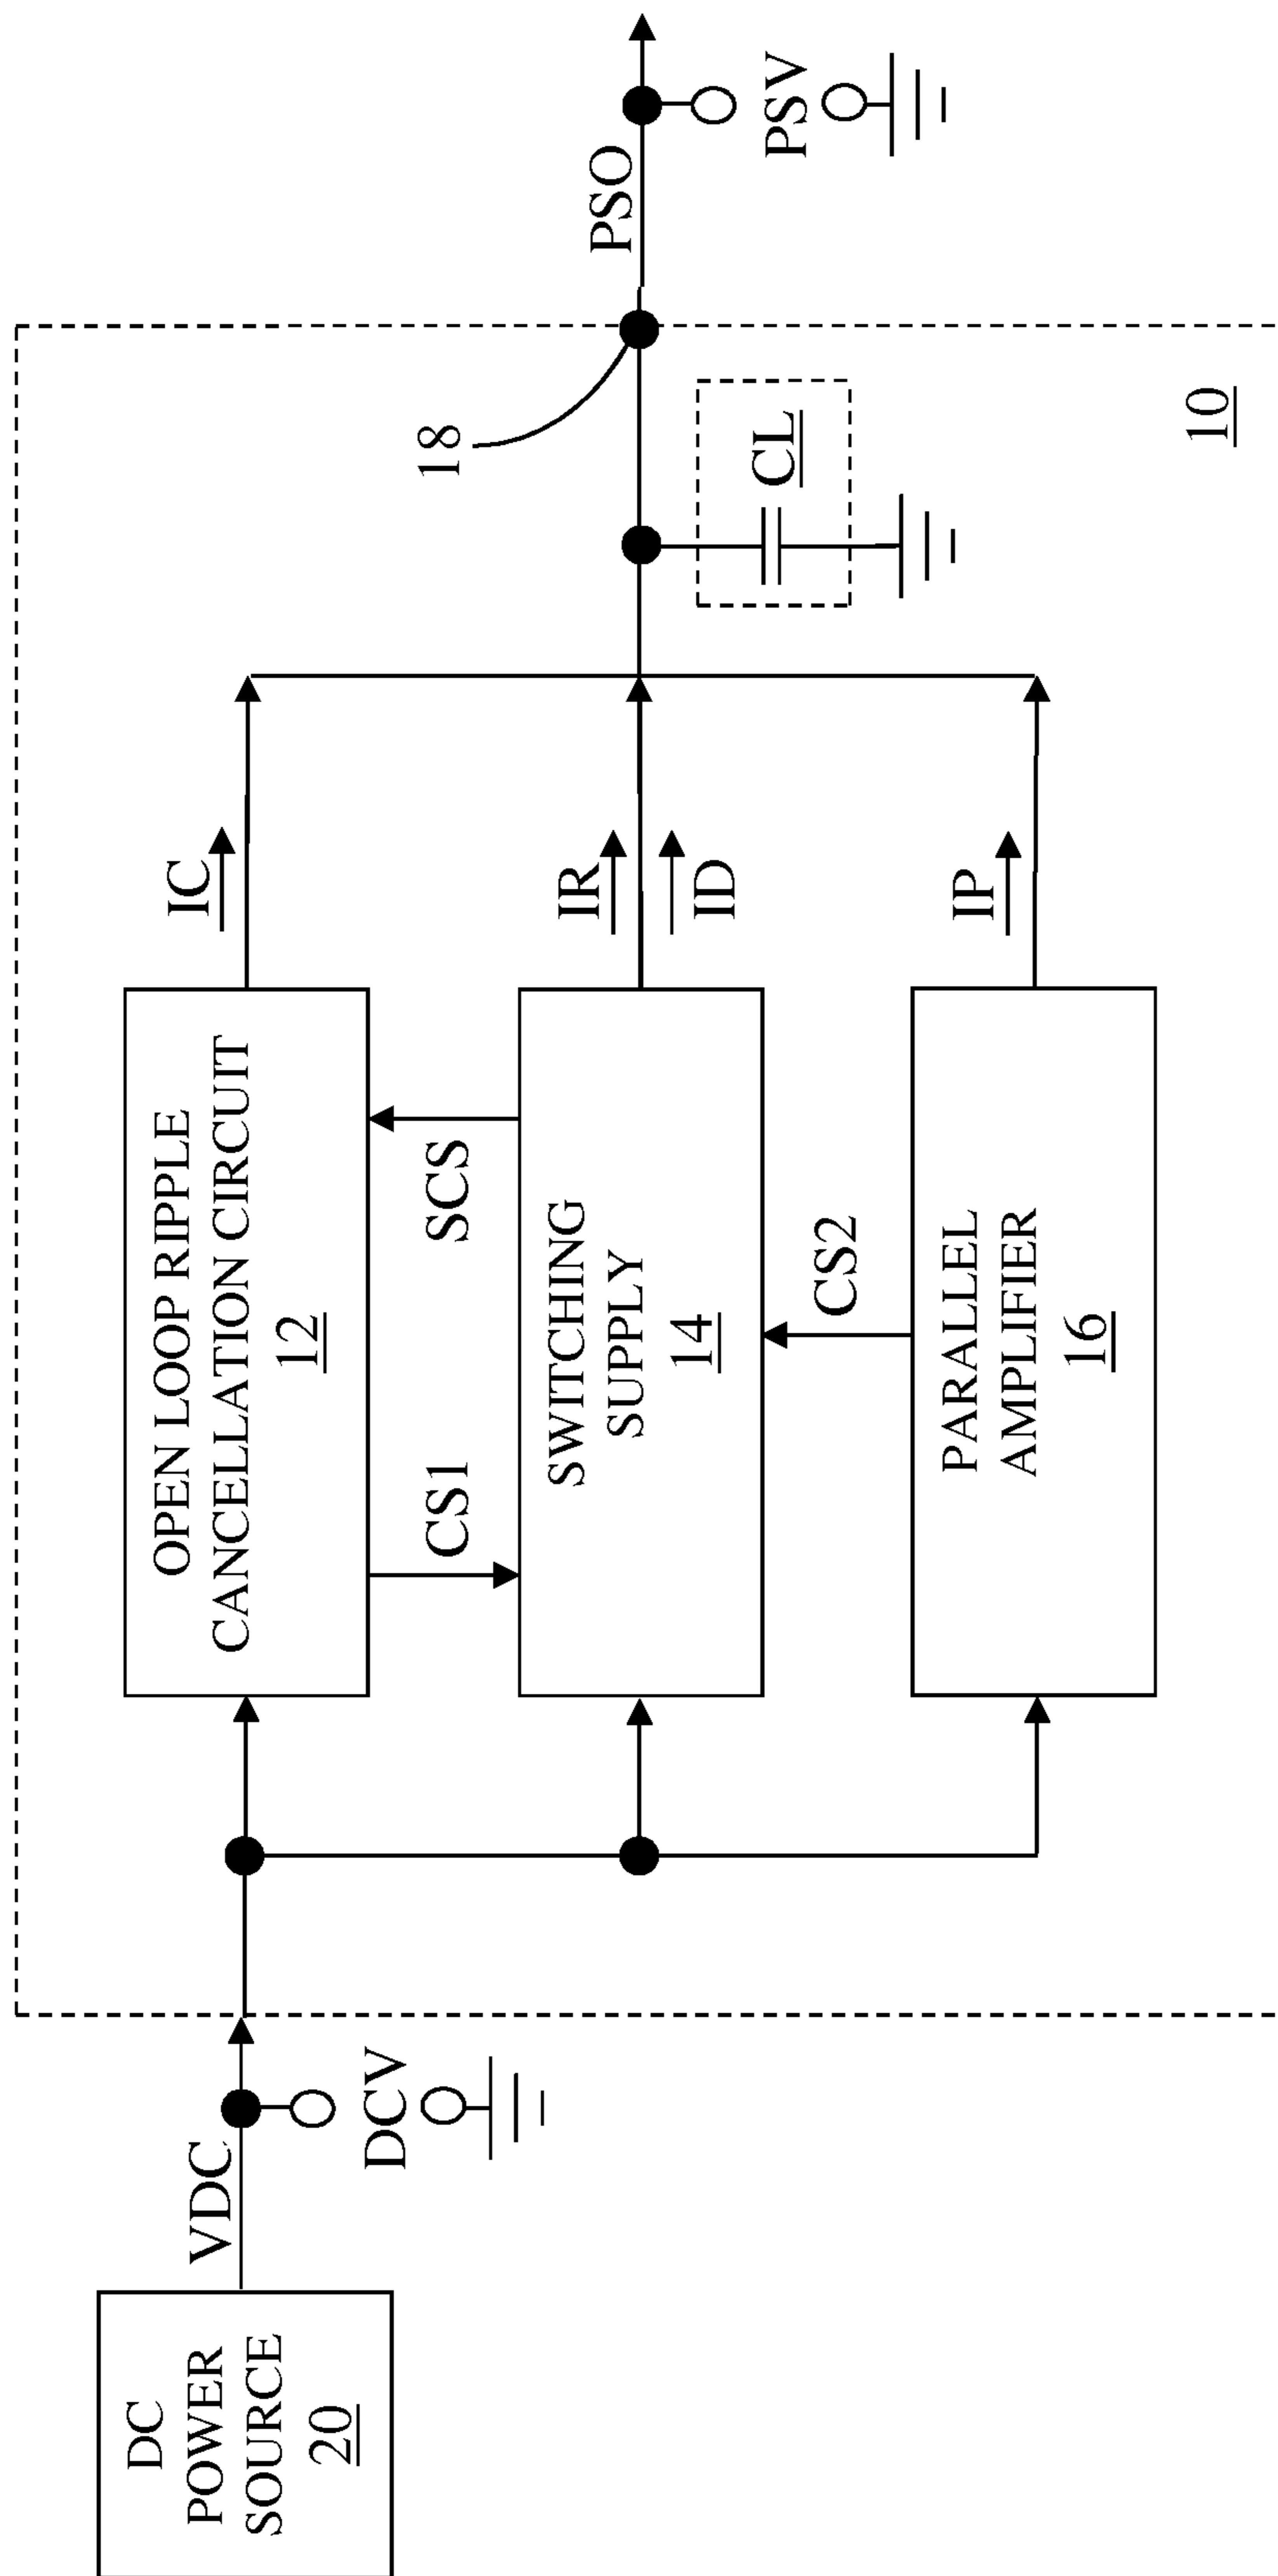 DC
POWER
SOURCE
20
VDC
DCV
OPEN LOOP RIPPLE
CANCELLATION CIRCUIT
12
CS1
SCS
SWITCHING
SUPPLY
14
CS2
PARALLEL
AMPLIFIER
16
IC
IR
ID
IP
18
CL
10
PSO
PSV